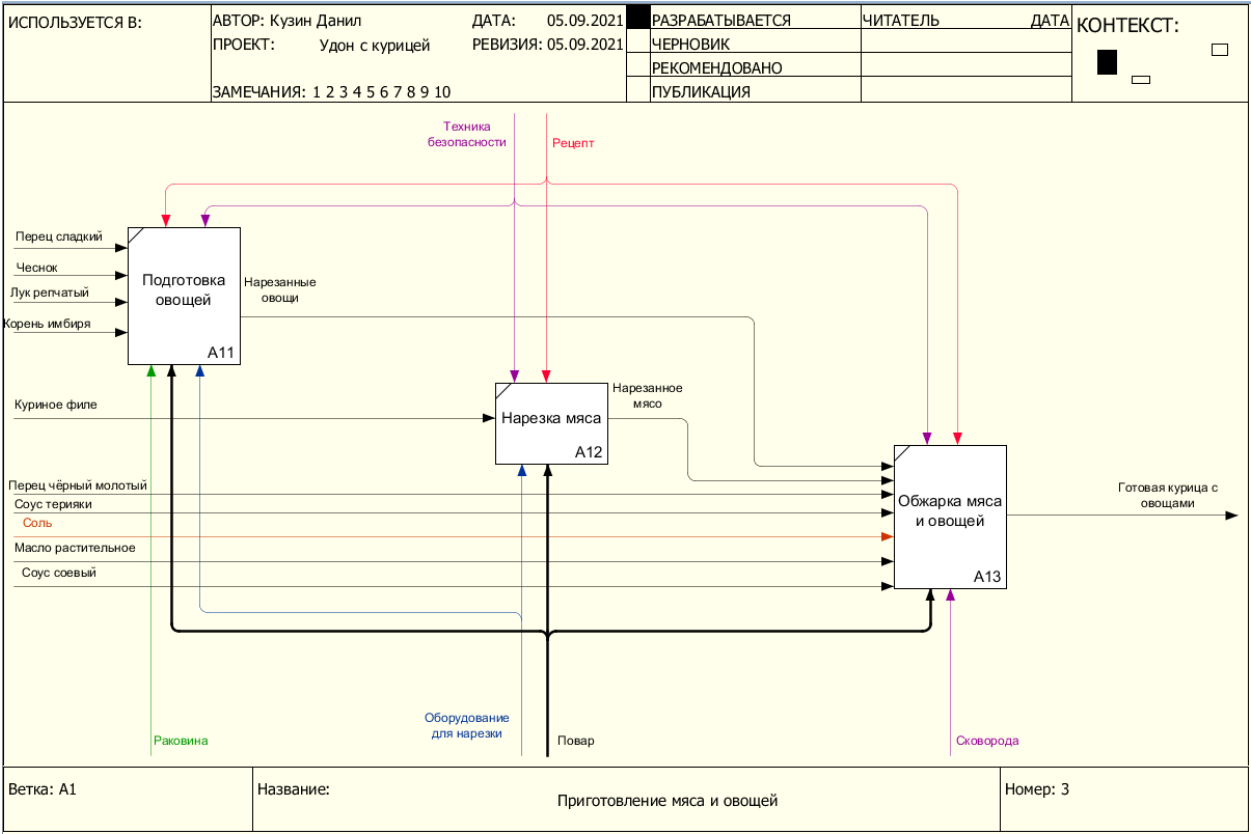 ИСПОЛЬЗУЕТСЯ В:
АВТОР: Кузин Данил
ДАТА: 05.09.2021
ПРОЕКТ: Удон с курицей
РЕВИЗИЯ: 05.09.2021
ЗАМЕЧАНИЯ: 1 2 3 4 5 6 7 8 9 10
РАЗРАБАТЫВАЕТСЯ
ЧЕРНОВИК
РЕКОМЕНДОВАНО
ПУБЛИКАЦИЯ
ЧИТАТЕЛЬ
ДАТА
КОНТЕКСТ:
Техника
безопасности
Рецепт
Перец сладкий
Чеснок
Лук репчатый
Корень имбиря
Подготовка
овощей
A11
Нарезанные
овощи
Куриное филе
Нарезка мяса
A12
Нарезанное
мясо
Перец чёрный молотый
Соус терияки
Соль
Масло растительное
Соус соевый
Обжарка мяса
и овощей
A13
Готовая курица с
овощами
Раковина
Оборудование
для нарезки
Повар
Сковорода
Ветка: A1
Название:
Приготовление мяса и овощей
Номер: 3